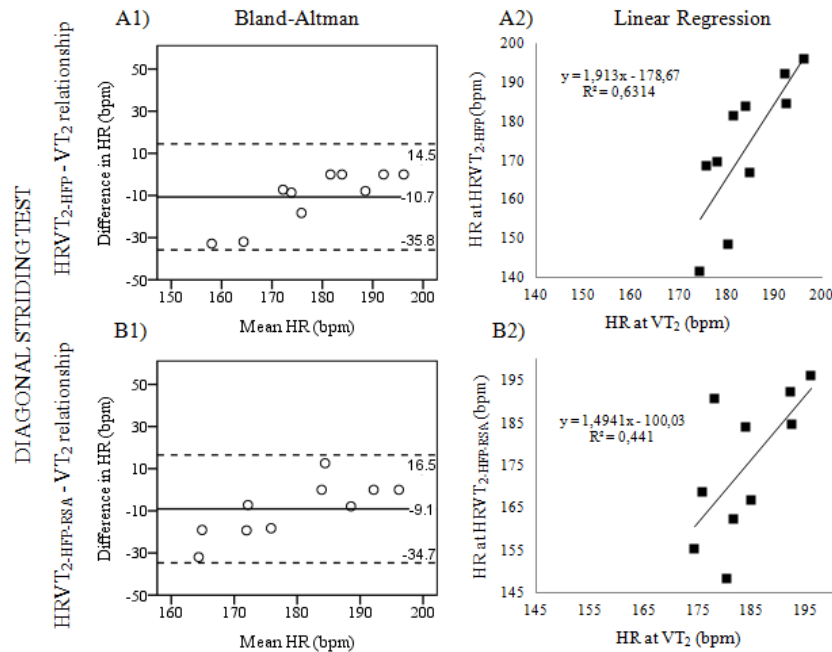 A1) Bland-Altman
A2) Linear Regression
DIAGONAL STRIDING TEST
HRVT2-HFP - VT2 relationship
Difference in HR (bpm)
50
30
10
-10
-30
-50
14.5
-10.7
-35.8
150 160 170 180 190 200
Mean HR (bpm)
HR at HRVT2-HFP (bpm)
200
190
180
170
160
150
140
y = 1,913x - 178,67
R² = 0,6314
140 150 160 170 180 190 200
HR at VT2 (bpm)
B1)
B2)
HRVT2-HFP-RSA - VT2 relationship
Difference in HR (bpm)
50
30
10
-10
-30
-50
16.5
-9.1
-34.7
160 170 180 190 200
Mean HR (bpm)
HR at HRVT2-HFP-RSA (bpm)
195
185
175
165
155
145
y = 1,4941x - 100,03
R² = 0,441
145 155 165 175 185 195
HR at VT2 (bpm)